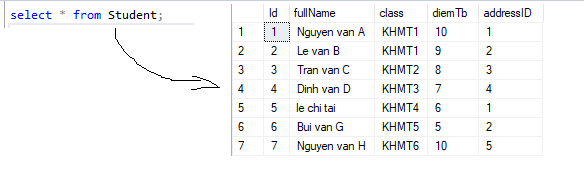 select * from Student;
Id fullName class diemTb addressID
1 1 Nguyen van A KHMT1 10 1
2 2 Le van B KHMT1 9 2
3 3 Tran van C KHMT2 8 3
4 4 Dinh van D KHMT3 7 4
5 5 le chi tai KHMT4 6 1
6 6 Bui van G KHMT5 5 2
7 7 Nguyen van H KHMT6 10 5